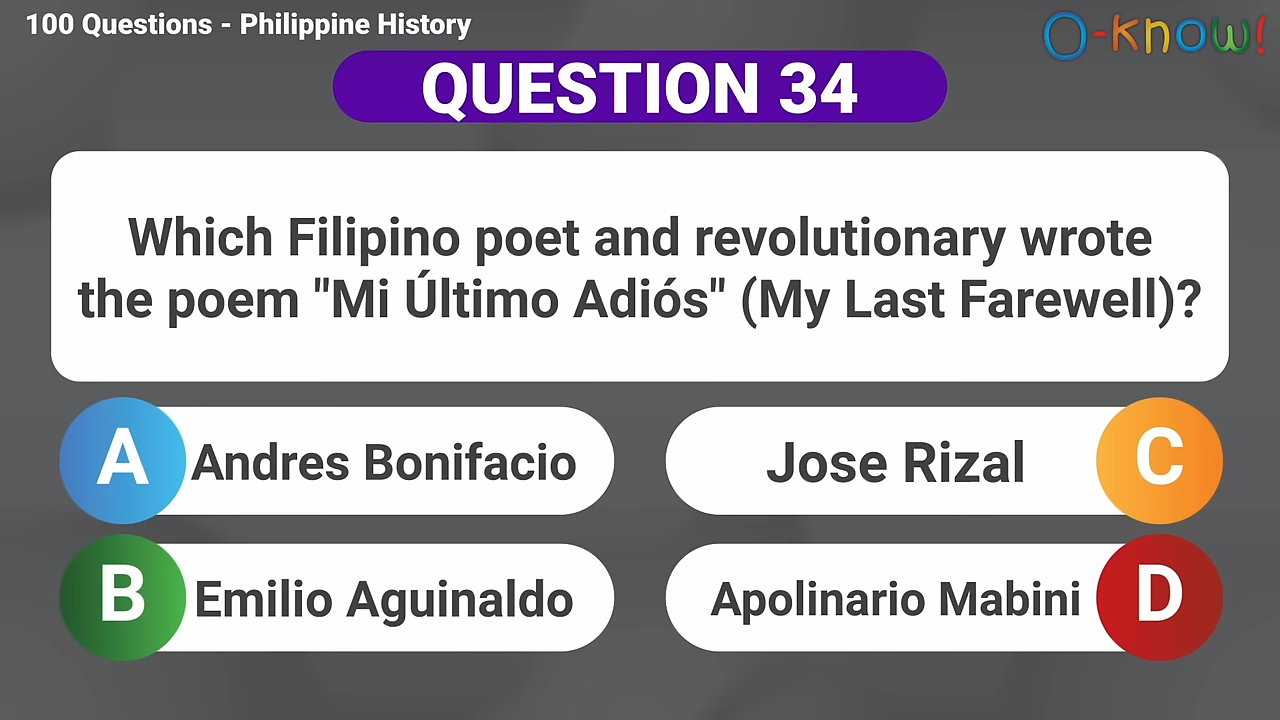 100 Questions - Philippine History
O-know!
QUESTION 34
Which Filipino poet and revolutionary wrote
the poem "Mi Último Adiós" (My Last Farewell)?
A Andres Bonifacio
Jose Rizal C
B Emilio Aguinaldo
Apolinario Mabini D